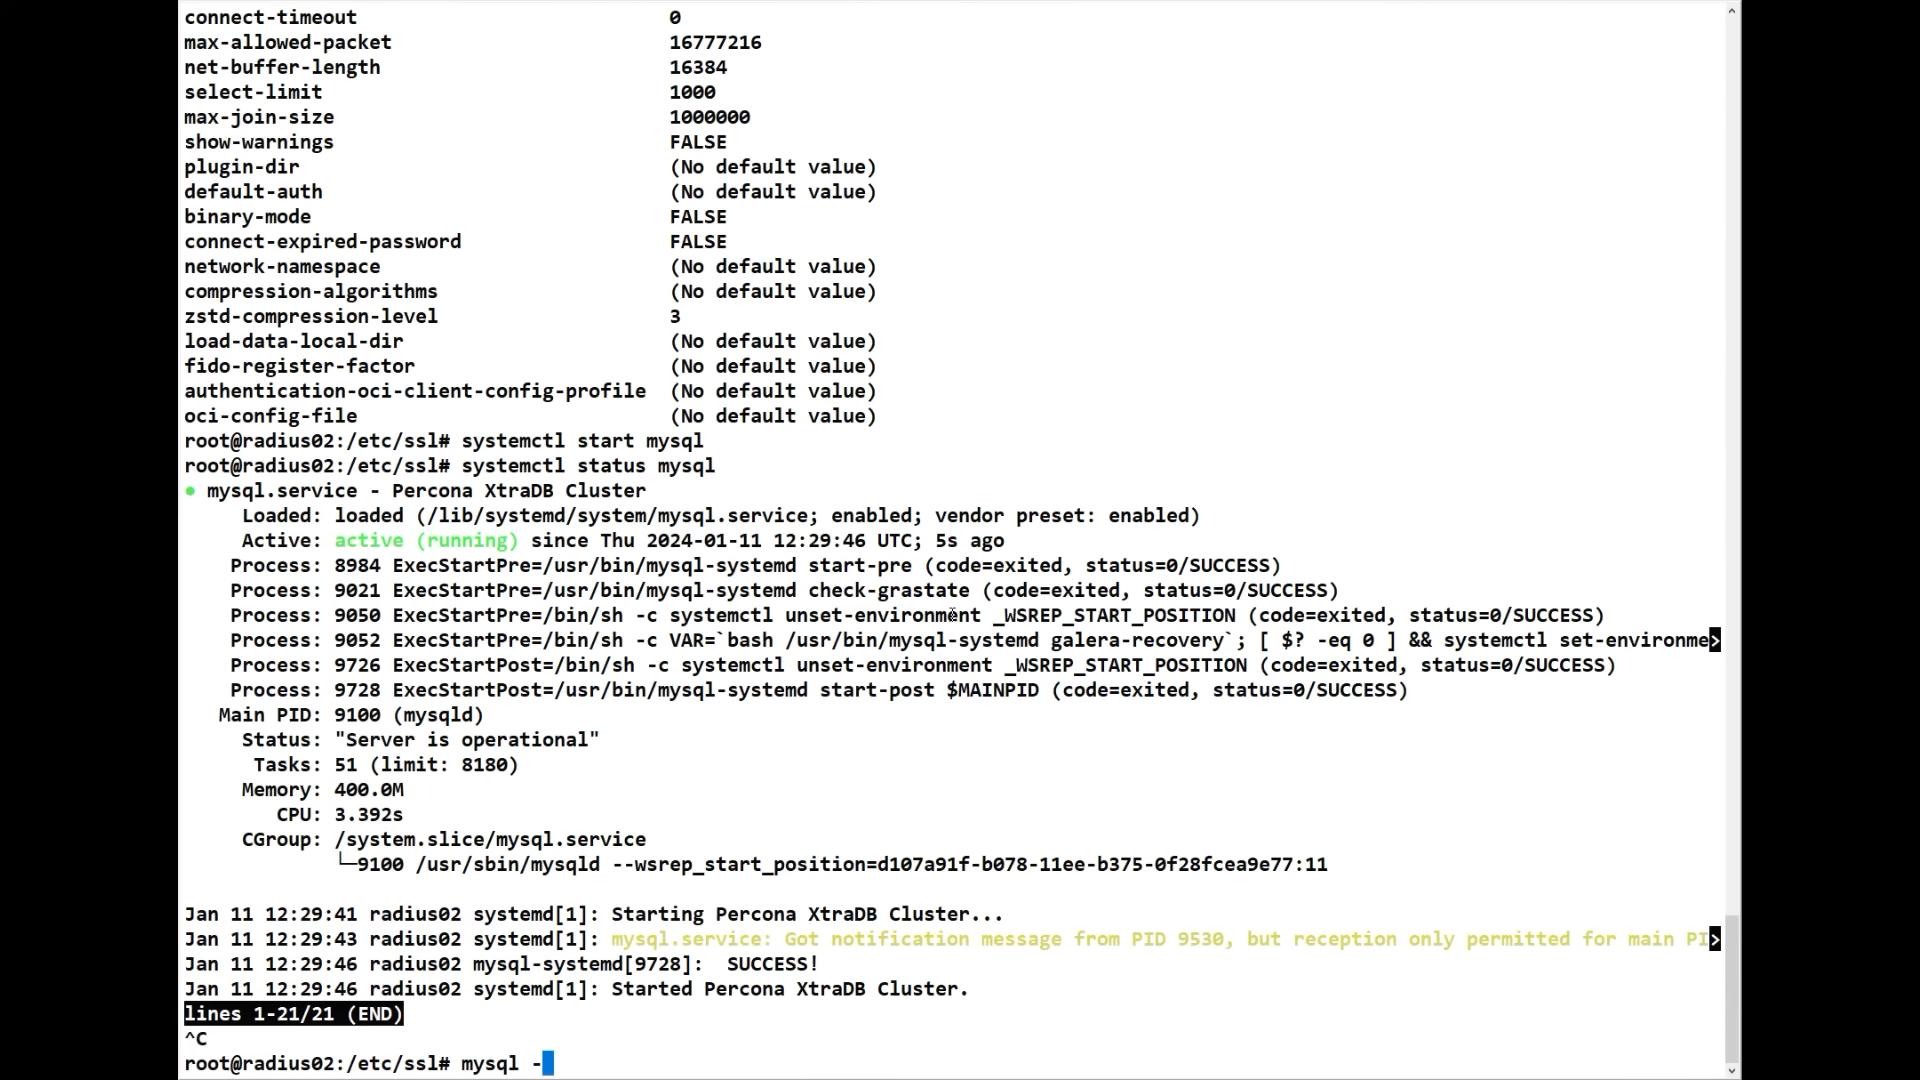 connect-timeout                           0
max-allowed-packet                        16777216
net-buffer-length                         16384
select-limit                              1000
max-join-size                             1000000
show-warnings                             FALSE
plugin-dir                                (No default value)
default-auth                              (No default value)
binary-mode                               FALSE
connect-expired-password                  FALSE
network-namespace                         (No default value)
compression-algorithms                    (No default value)
zstd-compression-level                    3
load-data-local-dir                       (No default value)
fido-register-factor                      (No default value)
authentication-oci-client-config-profile  (No default value)
oci-config-file                           (No default value)
root@radius02:/etc/ssl# systemctl start mysql
root@radius02:/etc/ssl# systemctl status mysql
● mysql.service - Percona XtraDB Cluster
     Loaded: loaded (/lib/systemd/system/mysql.service; enabled; vendor preset: enabled)
     Active: active (running) since Thu 2024-01-11 12:29:46 UTC; 5s ago
    Process: 8984 ExecStartPre=/usr/bin/mysql-systemd start-pre (code=exited, status=0/SUCCESS)
    Process: 9021 ExecStartPre=/usr/bin/mysql-systemd check-grastate (code=exited, status=0/SUCCESS)
    Process: 9050 ExecStartPre=/bin/sh -c systemctl unset-environment _WSREP_START_POSITION (code=exited, status=0/SUCCESS)
    Process: 9052 ExecStartPre=/bin/sh -c VAR=`bash /usr/bin/mysql-systemd galera-recovery`; [ $? -eq 0 ] && systemctl set-environme>
    Process: 9726 ExecStartPost=/bin/sh -c systemctl unset-environment _WSREP_START_POSITION (code=exited, status=0/SUCCESS)
    Process: 9728 ExecStartPost=/usr/bin/mysql-systemd start-post $MAINPID (code=exited, status=0/SUCCESS)
   Main PID: 9100 (mysqld)
     Status: "Server is operational"
      Tasks: 51 (limit: 8180)
     Memory: 400.0M
        CPU: 3.392s
     CGroup: /system.slice/mysql.service
             └─9100 /usr/sbin/mysqld --wsrep_start_position=d107a91f-b078-11ee-b375-0f28fcea9e77:11

Jan 11 12:29:41 radius02 systemd[1]: Starting Percona XtraDB Cluster...
Jan 11 12:29:43 radius02 systemd[1]: mysql.service: Got notification message from PID 9530, but reception only permitted for main PI>
Jan 11 12:29:46 radius02 mysql-systemd[9728]:  SUCCESS!
Jan 11 12:29:46 radius02 systemd[1]: Started Percona XtraDB Cluster.
lines 1-21/21 (END)
^C
root@radius02:/etc/ssl# mysql -